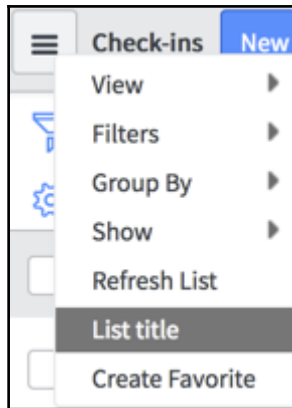 Check-ins New
View
Filters
Group By
Show
Refresh List
List title
Create Favorite